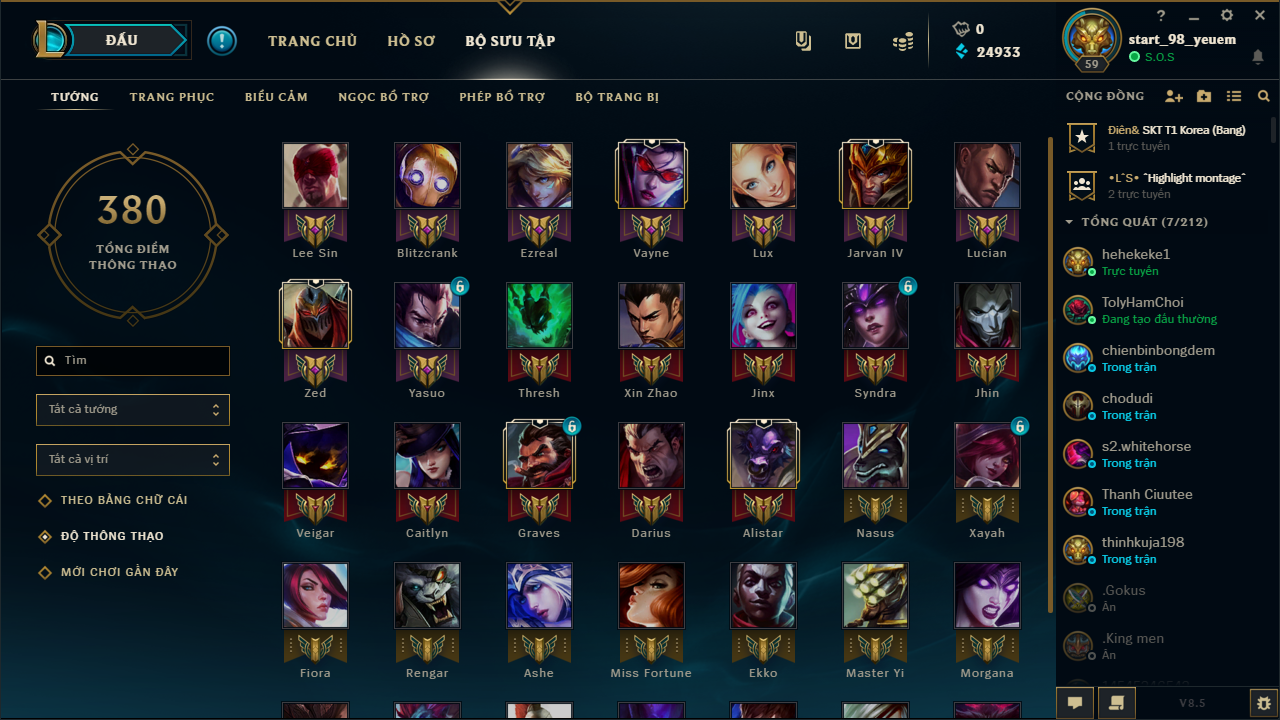 ĐẤU
TRANG CHỦ
HỒ SƠ
BỘ SƯU TẬP
0
24933
59
start_98_yeuem
S.O.S
TƯỚNG
TRANG PHỤC
BIỂU CẢM
NGỌC BỔ TRỢ
PHÉP BỔ TRỢ
BỘ TRANG BỊ
380
TỔNG ĐIỂM
THÔNG THẠO
Tìm
Tất cả tướng
Tất cả vị trí
THEO BẢNG CHỮ CÁI
ĐỘ THÔNG THẠO
MỚI CHƠI GẦN ĐÂY
Lee Sin
Blitzcrank
Ezreal
Vayne
Lux
Jarvan IV
Lucian
6
6
Zed
Yasuo
Thresh
Xin Zhao
Jinx
Syndra
Jhin
6
6
Veigar
Caitlyn
Graves
Darius
Alistar
Nasus
Xayah
Fiora
Rengar
Ashe
Miss Fortune
Ekko
Master Yi
Morgana
CỘNG ĐỒNG
Điên& SKT T1 Korea (Bang)
1 trực tuyến
•LˆS• ˆHighlight montageˆ
2 trực tuyến
TỔNG QUÁT (7/212)
hehekeke1
Trực tuyến
TolyHamChoi
Đang tạo đấu thường
chienbinbongdem
Trong trận
chodudi
Trong trận
s2.whitehorse
Trong trận
Thanh Ciuutee
Trong trận
thinhkuja198
Trong trận
.Gokus
Ẩn
.King men
Ẩn
V8.5